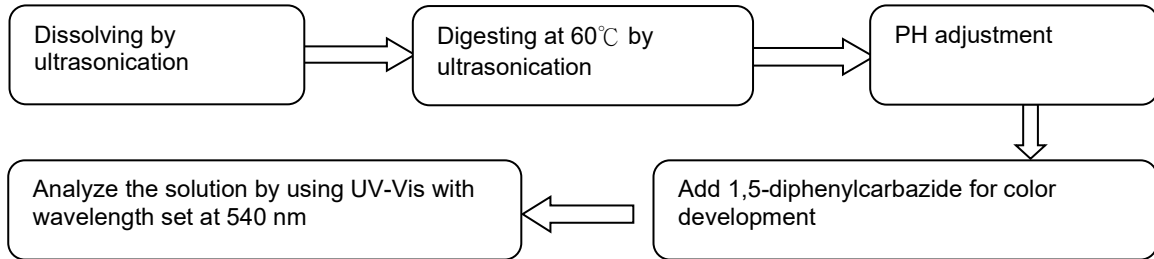 Dissolving by
ultrasonication
Digesting at 60℃ by
ultrasonication
PH adjustment
Add 1,5-diphenylcarbazide for color
development
Analyze the solution by using UV-Vis with
wavelength set at 540 nm